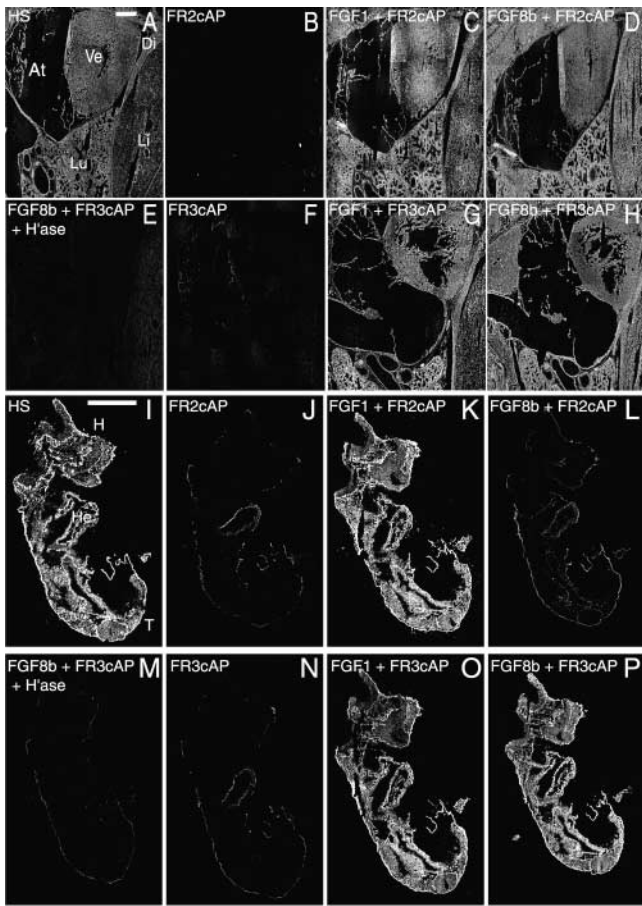 HS A
At
Ve
Di
Li
Lu
FR2cAP B
FGF1 + FR2cAP C
FGF8b + FR2cAP D
FGF8b + FR3cAP E
+ H'ase
FR3cAP F
FGF1 + FR3cAP G
FGF8b + FR3cAP H
HS I
H
He
T
FR2cAP J
FGF1 + FR2cAP K
FGF8b + FR2cAP L
FGF8b + FR3cAP M
+ H'ase
FR3cAP N
FGF1 + FR3cAP O
FGF8b + FR3cAP P